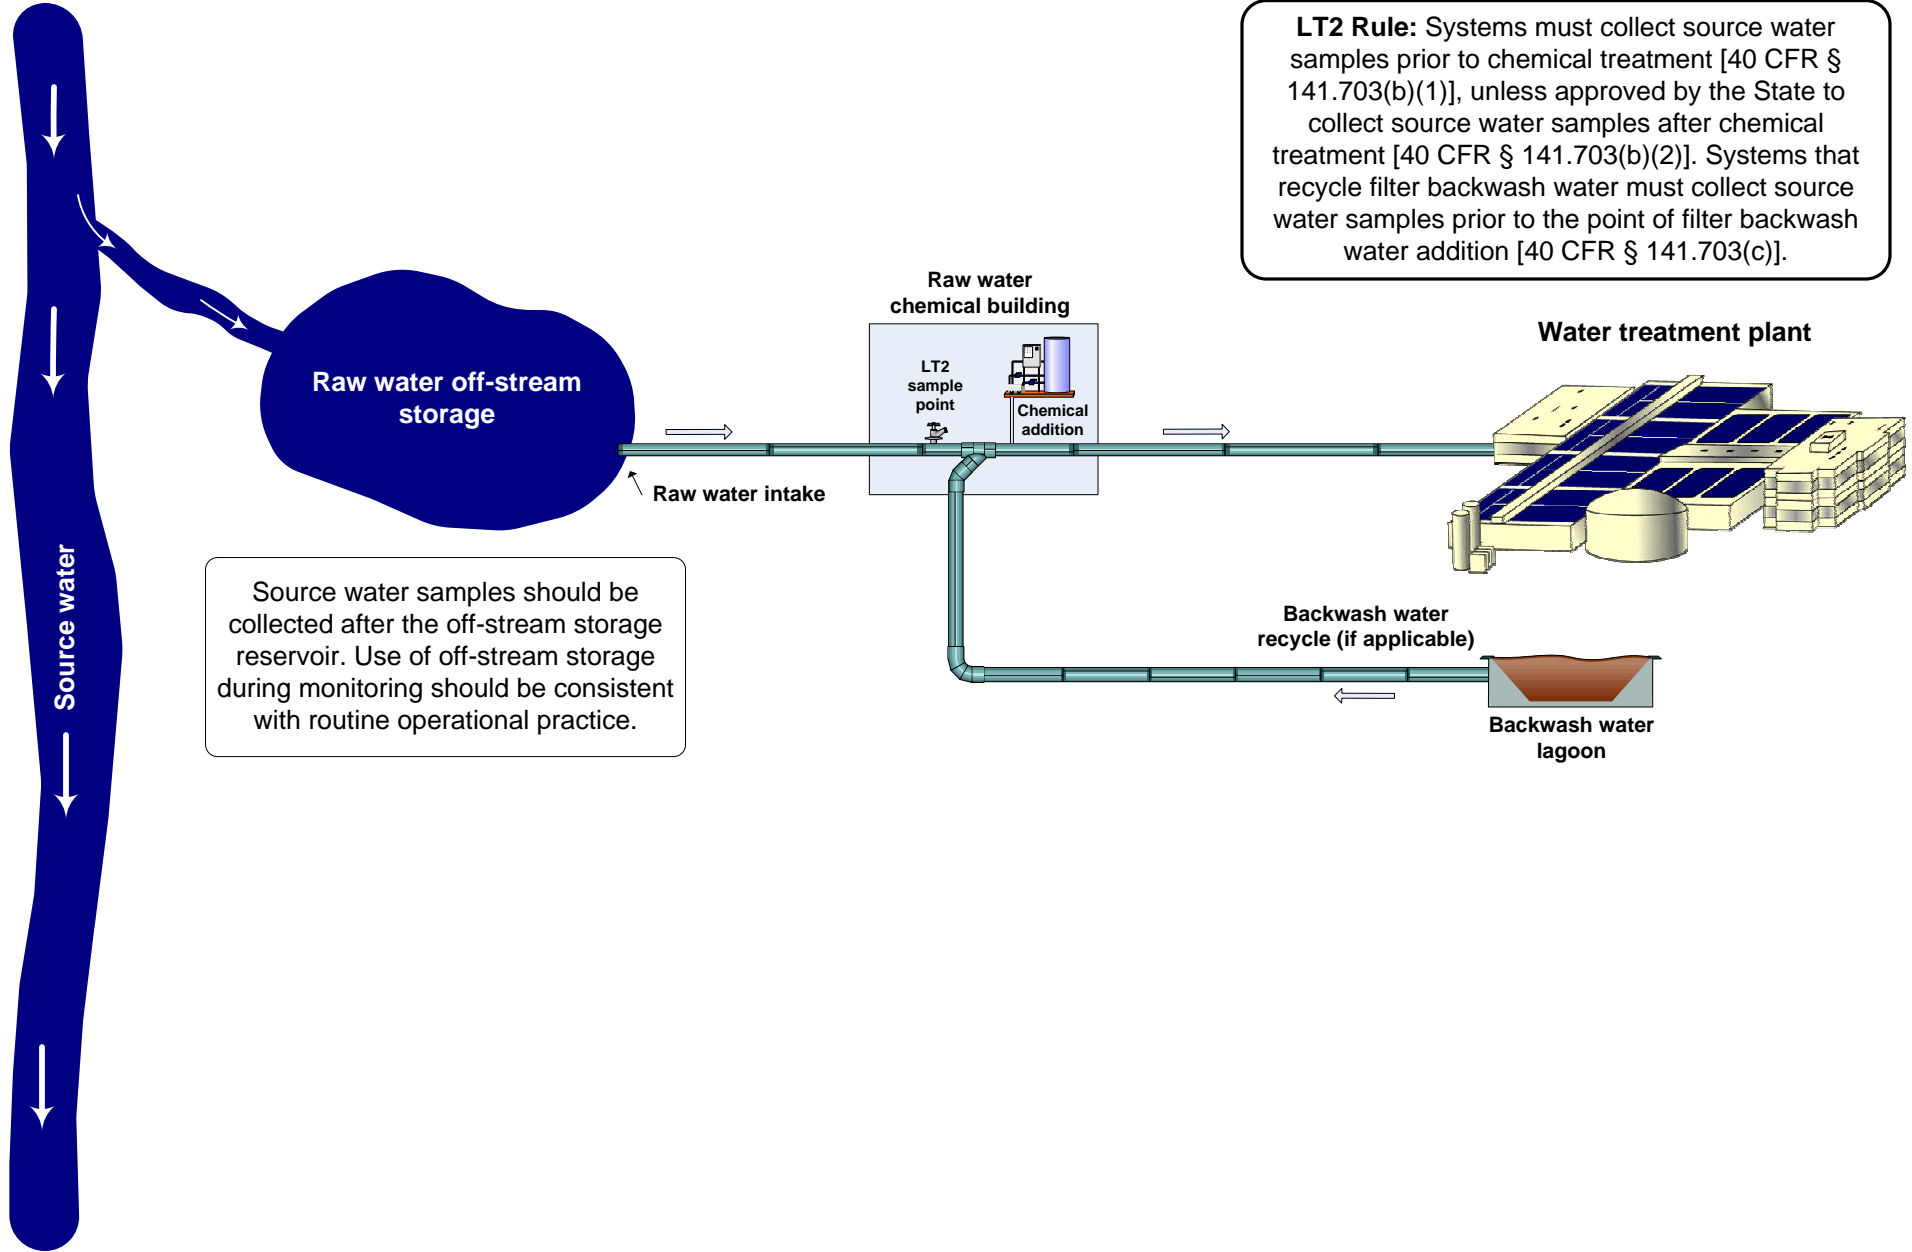 LT2 Rule: Systems must collect source water
samples prior to chemical treatment [40 CFR §
141.703(b)(1)], unless approved by the State to
collect source water samples after chemical
treatment [40 CFR § 141.703(b)(2)]. Systems that
recycle filter backwash water must collect source
water samples prior to the point of filter backwash
water addition [40 CFR § 141.703(c)].
Raw water
chemical building
Water treatment plant
Raw water off-stream
storage
LT2
sample
point
Chemical
addition
Raw water intake
Source water
Source water samples should be
collected after the off-stream storage
reservoir. Use of off-stream storage
during monitoring should be consistent
with routine operational practice.
Backwash water
recycle (if applicable)
Backwash water
lagoon